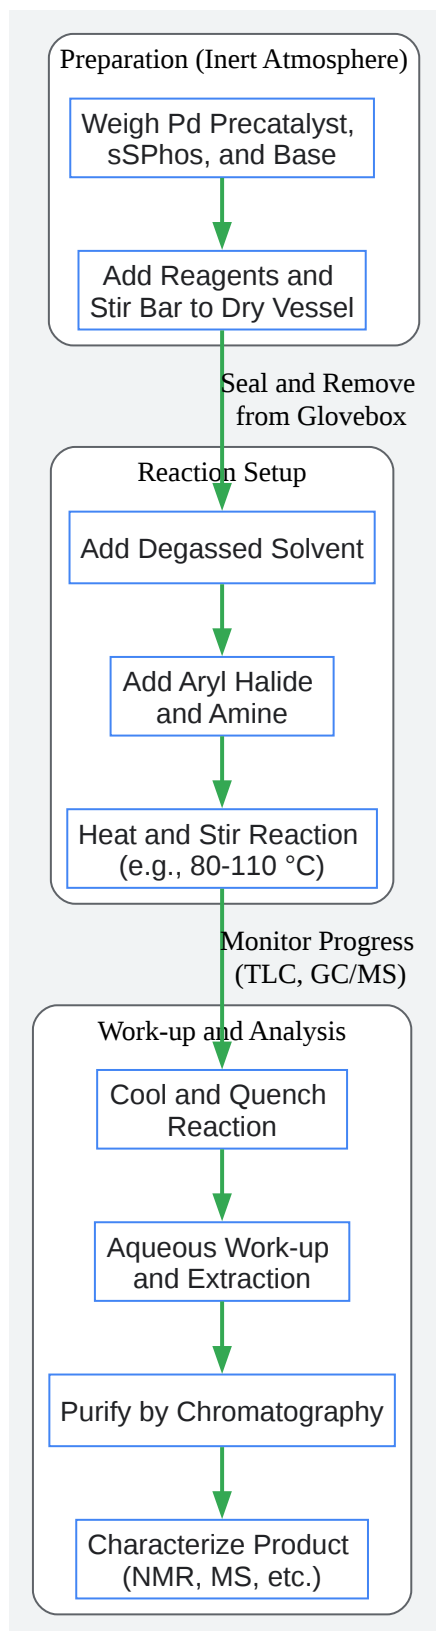 Preparation (Inert Atmosphere)
Weigh Pd Precatalyst,
sSPhos, and Base
Add Reagents and
Stir Bar to Dry Vessel
Seal and Remove
from Glovebox
Reaction Setup
Add Degassed Solvent
Add Aryl Halide
and Amine
Heat and Stir Reaction
(e.g., 80-110 °C)
Monitor Progress
(TLC, GC/MS)
Work-up and Analysis
Cool and Quench
Reaction
Aqueous Work-up
and Extraction
Purify by Chromatography
Characterize Product
(NMR, MS, etc.)